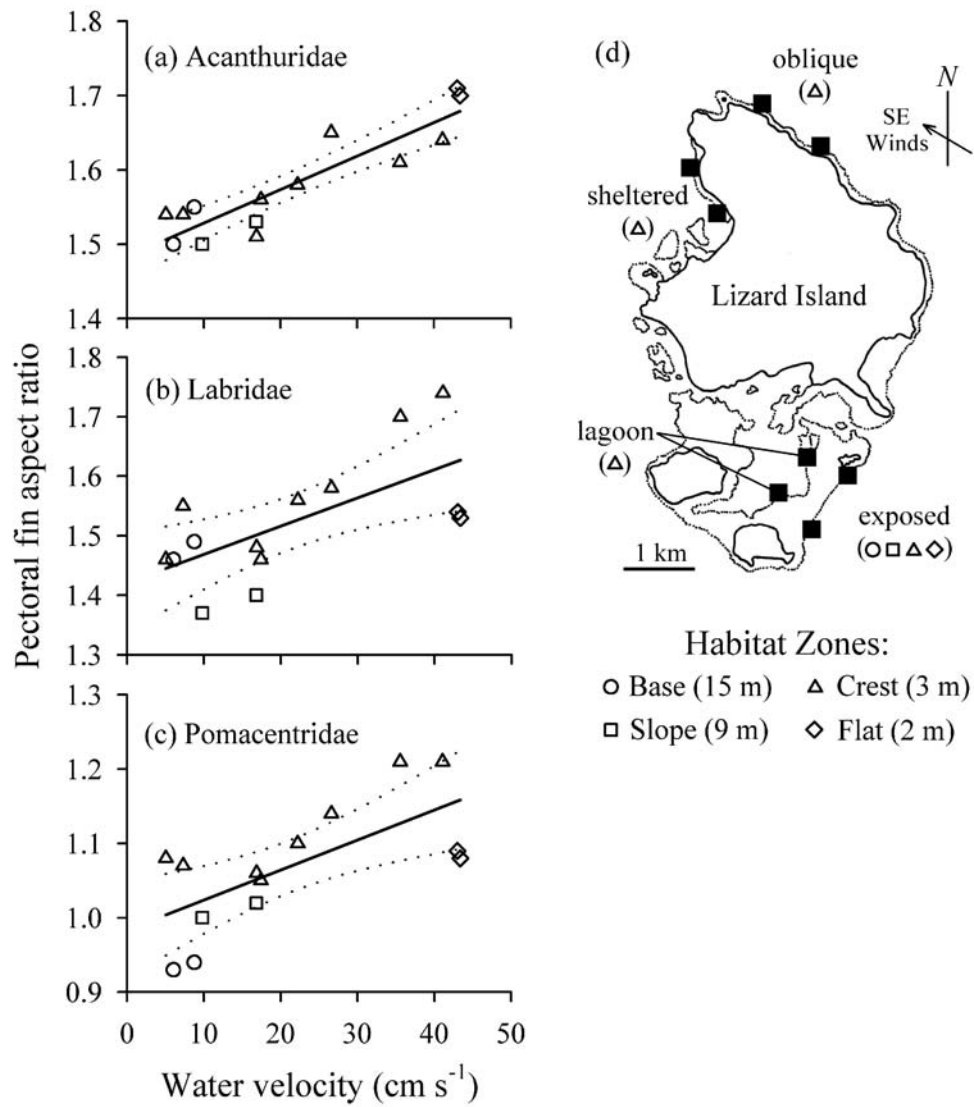 (a) Acanthuridae
1.8
1.7
1.6
1.5
1.4
(b) Labridae
1.8
1.7
1.6
1.5
1.4
1.3
(c) Pomacentridae
1.3
1.2
1.1
1.0
0.9
0 10 20 30 40 50
Pectoral fin aspect ratio
Water velocity (cm s⁻¹)
(d)
oblique
(△)
N
SE
Winds
sheltered
(△)
Lizard Island
lagoon
(△)
exposed
(○□△◇)
1 km
Habitat Zones:
○ Base (15 m) △ Crest (3 m)
□ Slope (9 m) ◇ Flat (2 m)